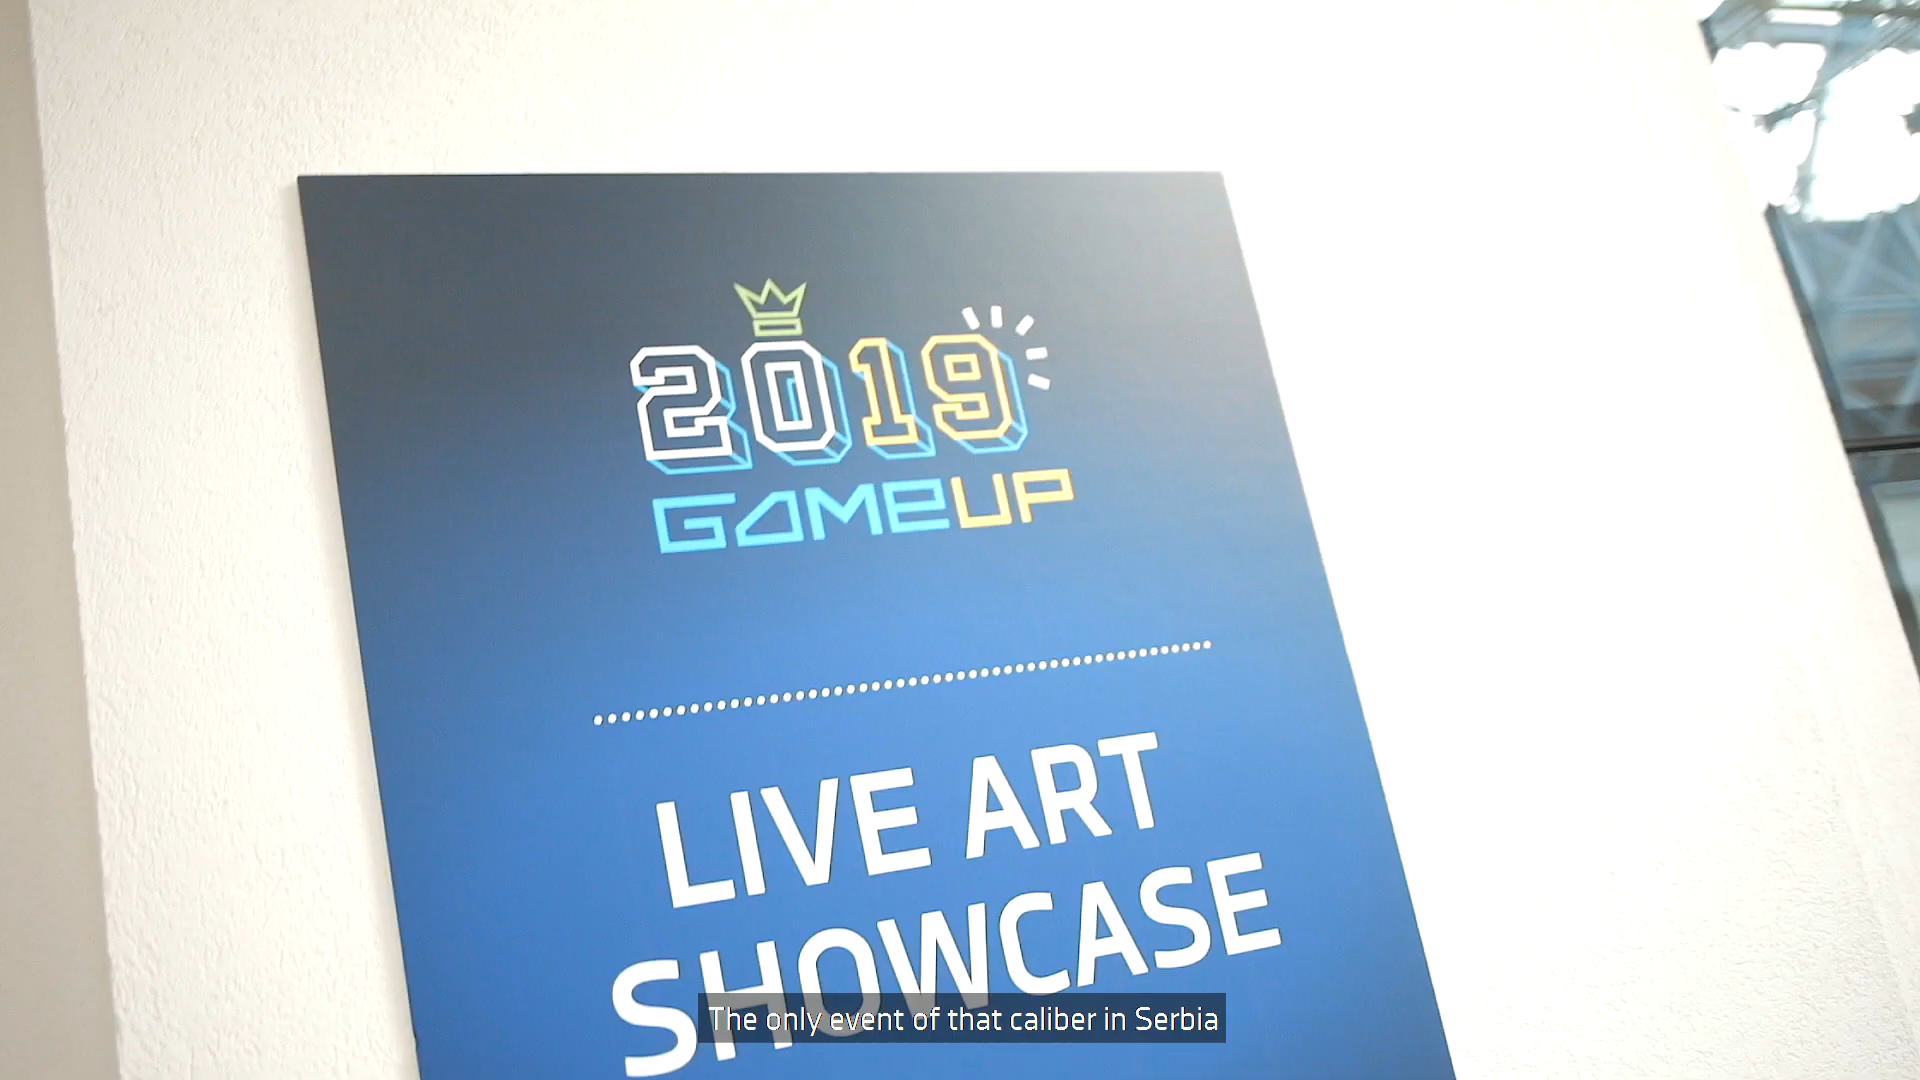 2019
GAMEUP
LIVE ART
SHOWCASE
The only event of that caliber in Serbia